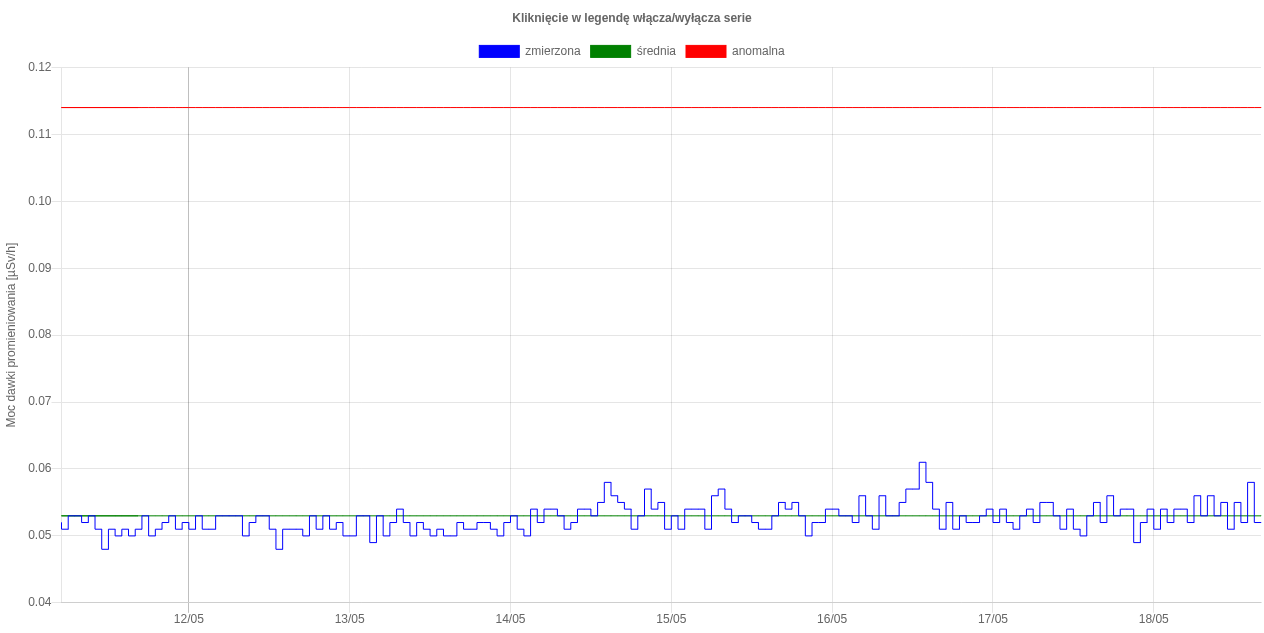 Kliknięcie w legendę włącza/wyłącza serie
zmierzona średnia anomalna
Moc dawki promieniowania [µSv/h]
0.12
0.11
0.10
0.09
0.08
0.07
0.06
0.05
0.04
12/05 13/05 14/05 15/05 16/05 17/05 18/05